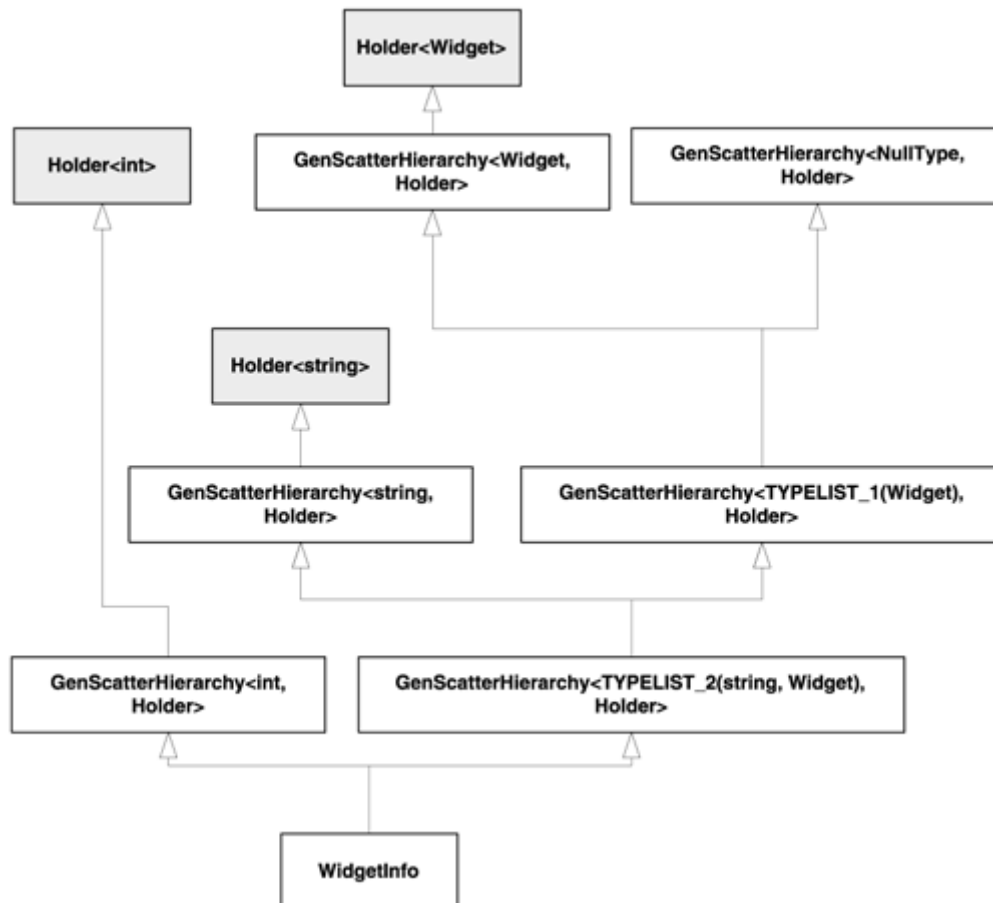 Holder<Widget>
Holder<int>
GenScatterHierarchy<Widget,
Holder>
GenScatterHierarchy<NullType,
Holder>
Holder<string>
GenScatterHierarchy<string,
Holder>
GenScatterHierarchy<TYPELIST_1(Widget),
Holder>
GenScatterHierarchy<int,
Holder>
GenScatterHierarchy<TYPELIST_2(string, Widget),
Holder>
WidgetInfo